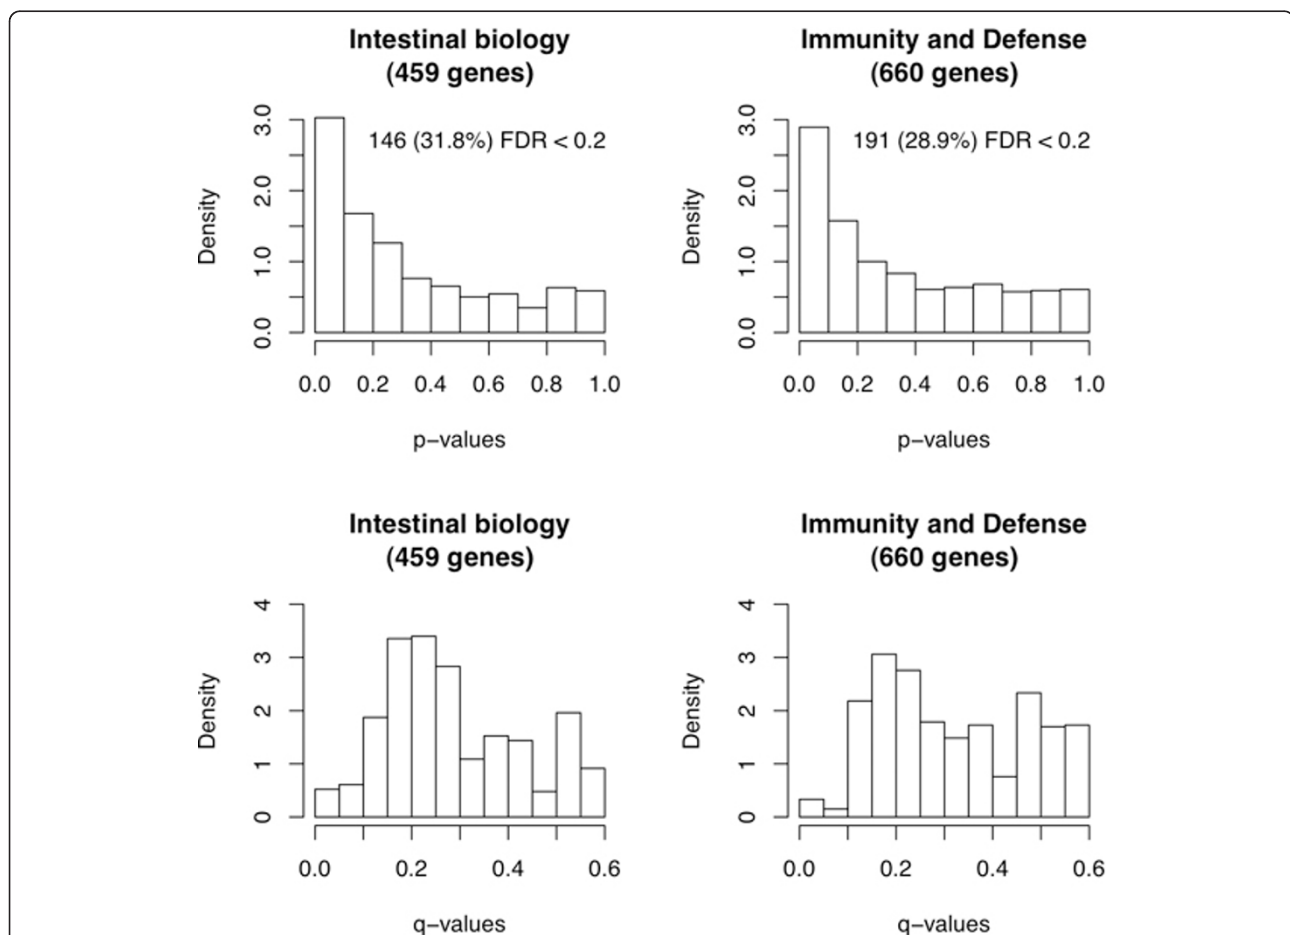 Intestinal biology
(459 genes)
Density
0.0 1.0 2.0 3.0
146 (31.8%) FDR < 0.2
0.0 0.2 0.4 0.6 0.8 1.0
p−values
Immunity and Defense
(660 genes)
Density
0.0 1.0 2.0 3.0
191 (28.9%) FDR < 0.2
0.0 0.2 0.4 0.6 0.8 1.0
p−values
Intestinal biology
(459 genes)
Density
0 1 2 3 4
0.0 0.2 0.4 0.6
q−values
Immunity and Defense
(660 genes)
Density
0 1 2 3 4
0.0 0.2 0.4 0.6
q−values